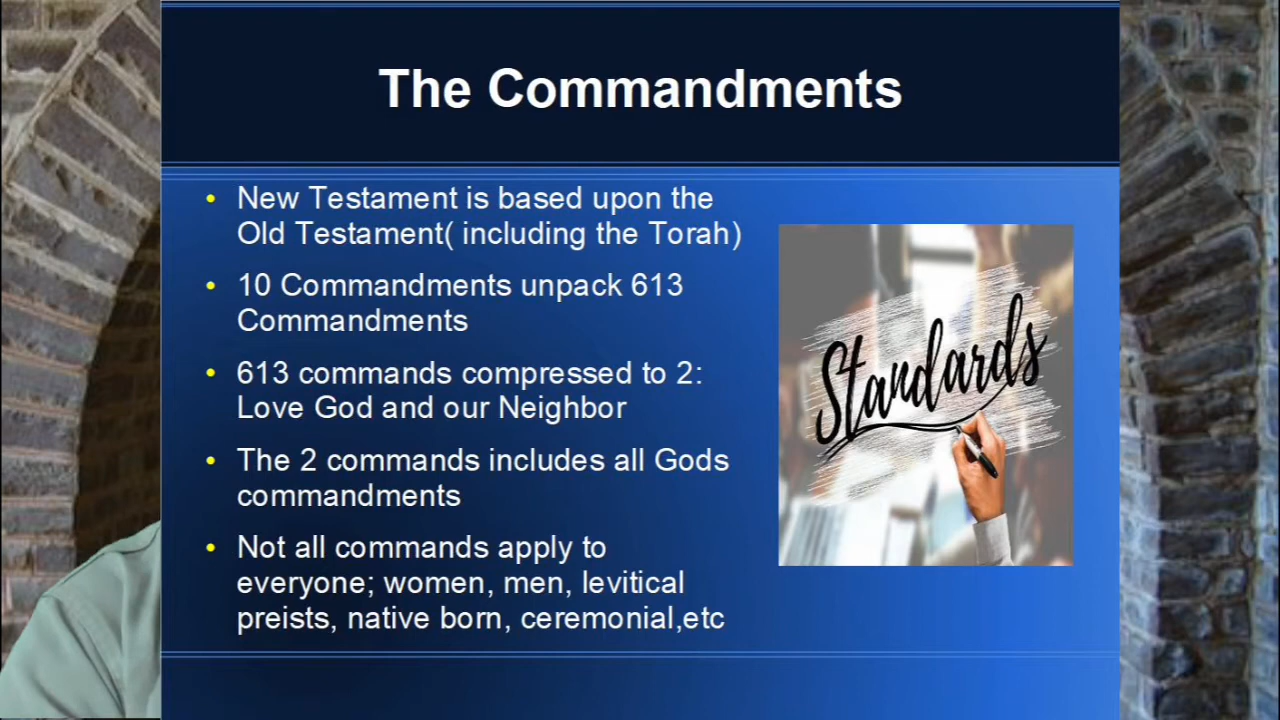 The Commandments
New Testament is based upon the
Old Testament( including the Torah)
10 Commandments unpack 613
Commandments
613 commands compressed to 2:
Love God and our Neighbor
The 2 commands includes all Gods
commandments
Not all commands apply to
everyone; women, men, levitical
preists, native born, ceremonial,etc
Standards